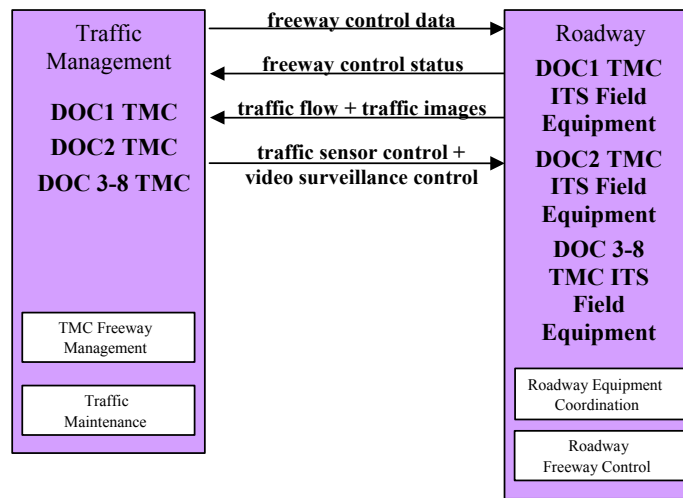 Traffic
Management
DOC1 TMC
DOC2 TMC
DOC 3-8 TMC
TMC Freeway
Management
Traffic
Maintenance
freeway control data
freeway control status
traffic flow + traffic images
traffic sensor control +
video surveillance control
Roadway
DOC1 TMC
ITS Field
Equipment
DOC2 TMC
ITS Field
Equipment
DOC 3-8
TMC ITS
Field
Equipment
Roadway Equipment
Coordination
Roadway
Freeway Control